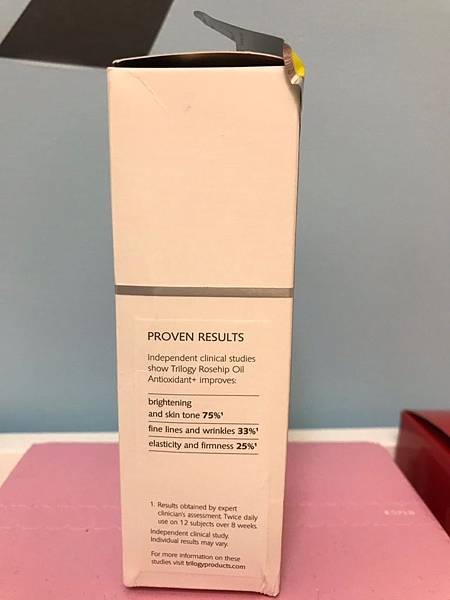 PROVEN RESULTS
Independent clinical studies
show Trilogy Rosehip Oil
Antioxidant+ improves:
brightening
and skin tone 75%¹
fine lines and wrinkles 33%¹
elasticity and firmness 25%¹
1. Results obtained by expert
clinician's assessment. Twice daily
use on 12 subjects over 8 weeks.
Independent clinical study.
Individual results may vary.
For more information on these
studies visit trilogyproducts.com